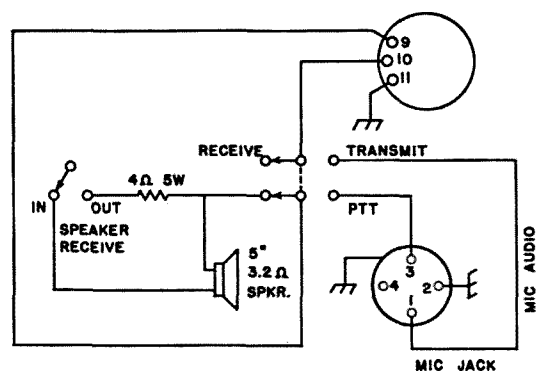 9
10
11
RECEIVE
TRANSMIT
4Ω 5W
IN
OUT
PTT
SPEAKER
RECEIVE
5"
3.2Ω
SPKR.
3
4
2
1
MIC AUDIO
MIC JACK